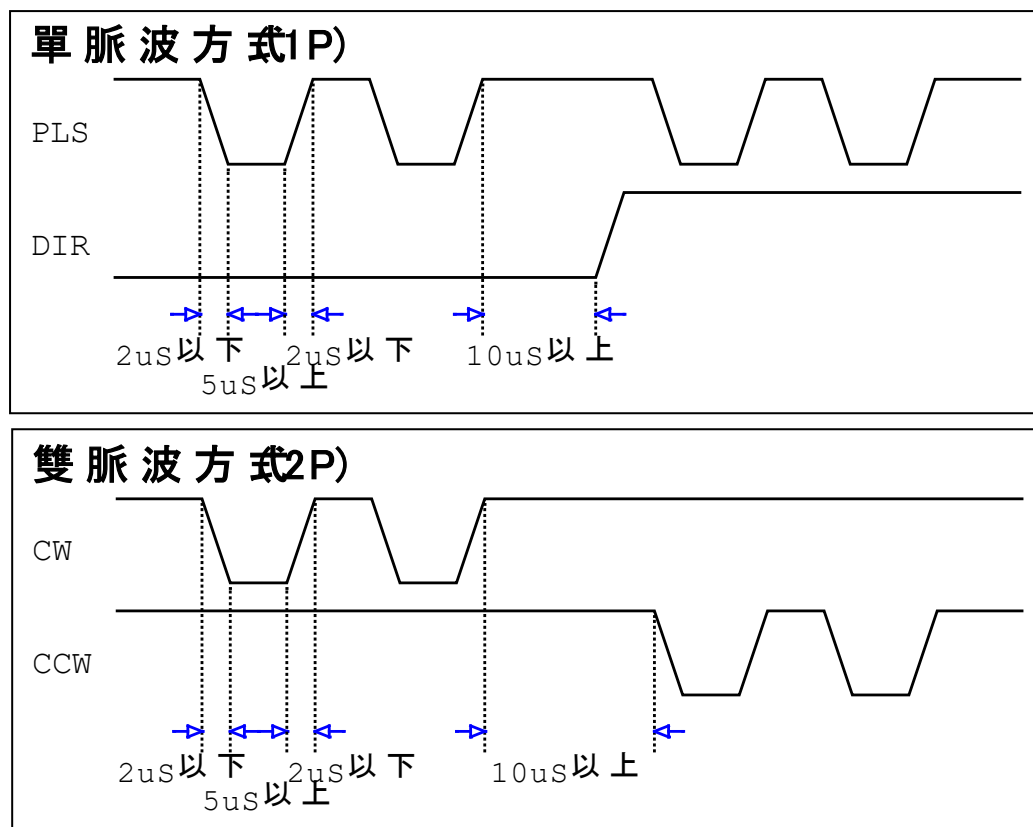 單脈波方式1P)
PLS
DIR
2uS以下
2uS以下
10uS以上
5uS以上
雙脈波方式2P)
CW
CCW
2uS以下
2uS以下
10uS以上
5uS以上